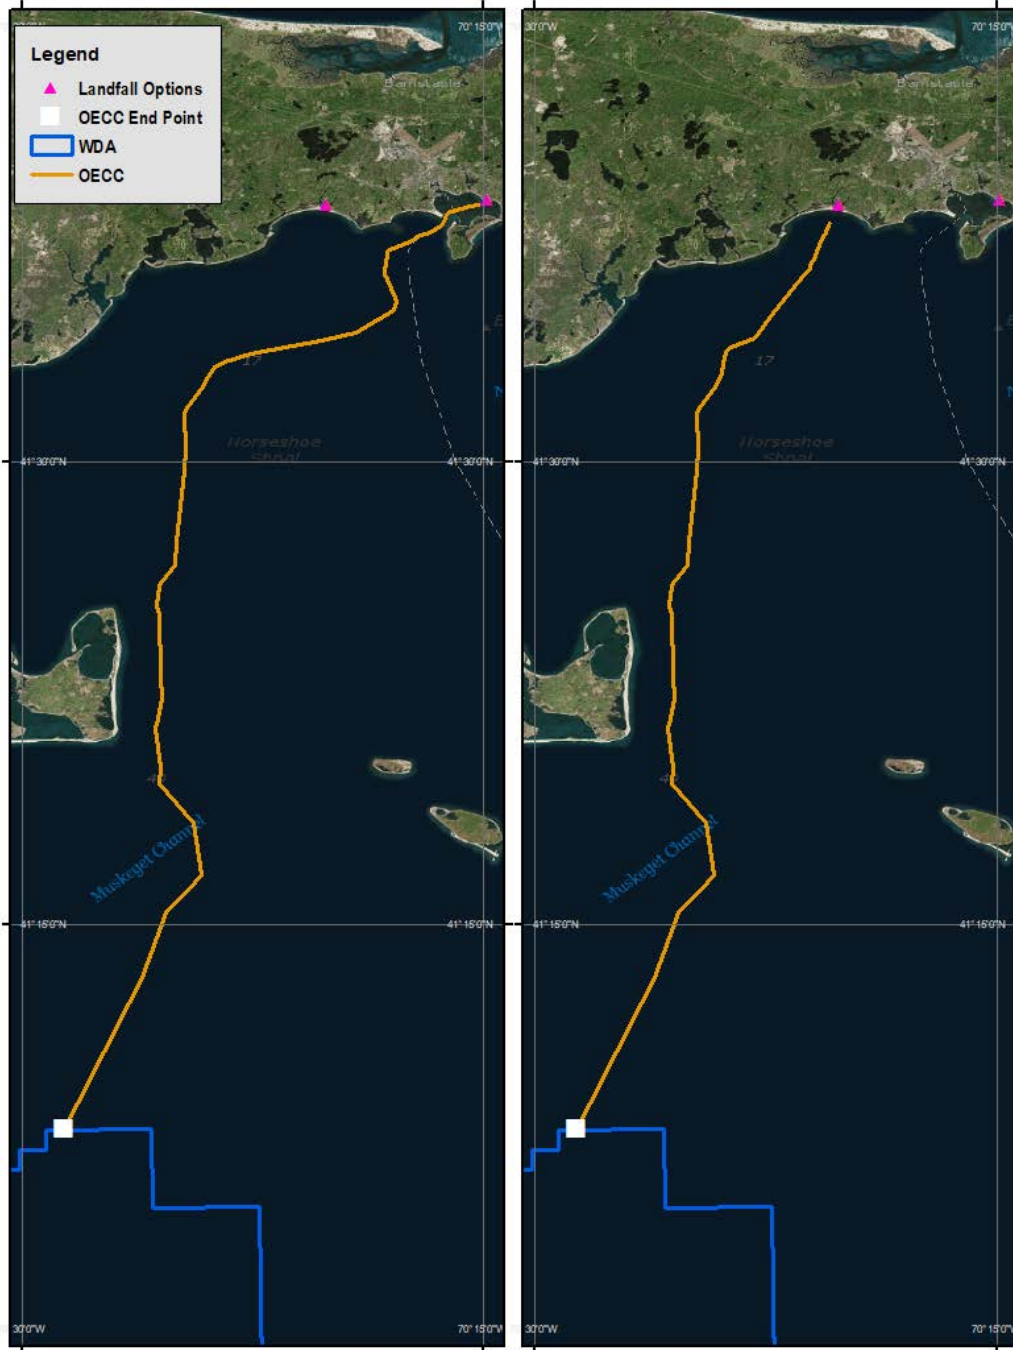 70°15'0"W
30'0"W
70°15'0"W
Legend
Landfall Options
OECC End Point
WDA
OECC
Barnstable
Barnstable
17
17
Horseshoe
Shoal
Horseshoe
Shoal
41°30'0"N
41°30'0"N
41°30'0"N
41°30'0"N
Muskeget Channel
Muskeget Channel
41°15'0"N
41°15'0"N
41°15'0"N
41°15'0"N
30'0"W
70°15'0"W
30'0"W
70°15'0"W